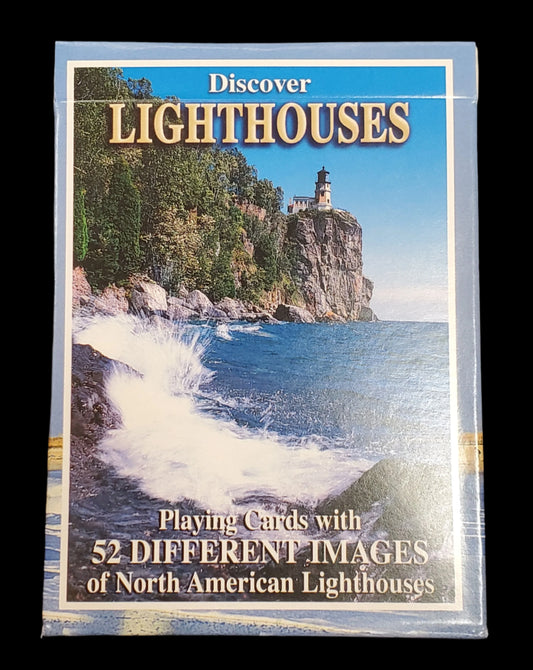 Discover
LIGHTHOUSES
Playing Cards with
52 DIFFERENT IMAGES
of North American Lighthouses